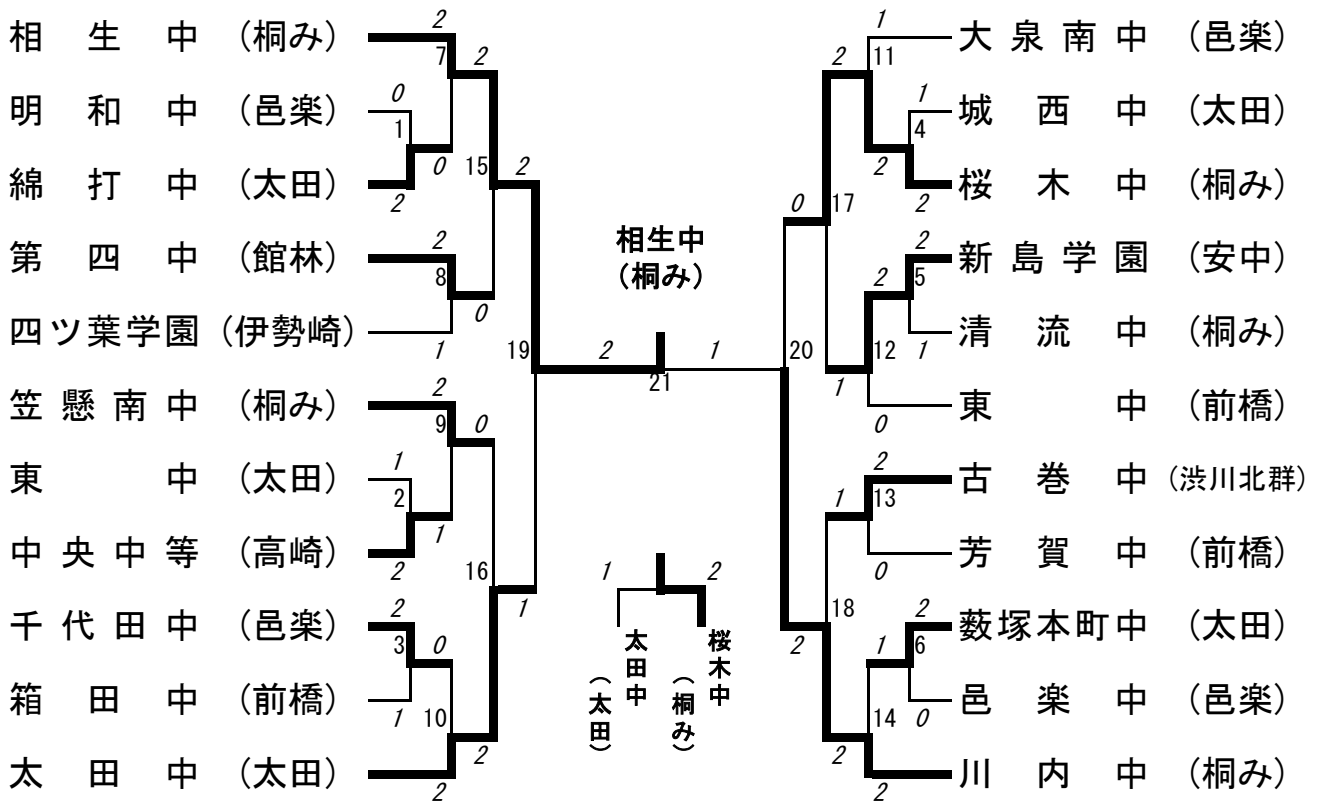 相生中 (桐み)
明和中 (邑楽)
綿打中 (太田)
第四中 (館林)
四ツ葉学園 (伊勢崎)
笠懸南中 (桐み)
東中 (太田)
中央中等 (高崎)
千代田中 (邑楽)
箱田中 (前橋)
太田中 (太田)
2
7
2
0
1
0
2
15
2
2
8
0
1
19
2
9
0
1
2
1
2
16
1
2
3
0
1
10
2
2
相生中
(桐み)
2
1
21
1
2
太田中
(太田)
桜木中
(桐み)
1
2
11
1
4
2
2
0
17
2
2
5
20
12
1
1
0
2
1
13
0
18
2
2
1
6
14
0
2
2
大泉南中 (邑楽)
城西中 (太田)
桜木中 (桐み)
新島学園 (安中)
清流中 (桐み)
東中 (前橋)
古巻中 (渋川北群)
芳賀中 (前橋)
薮塚本町中 (太田)
邑楽中 (邑楽)
川内中 (桐み)